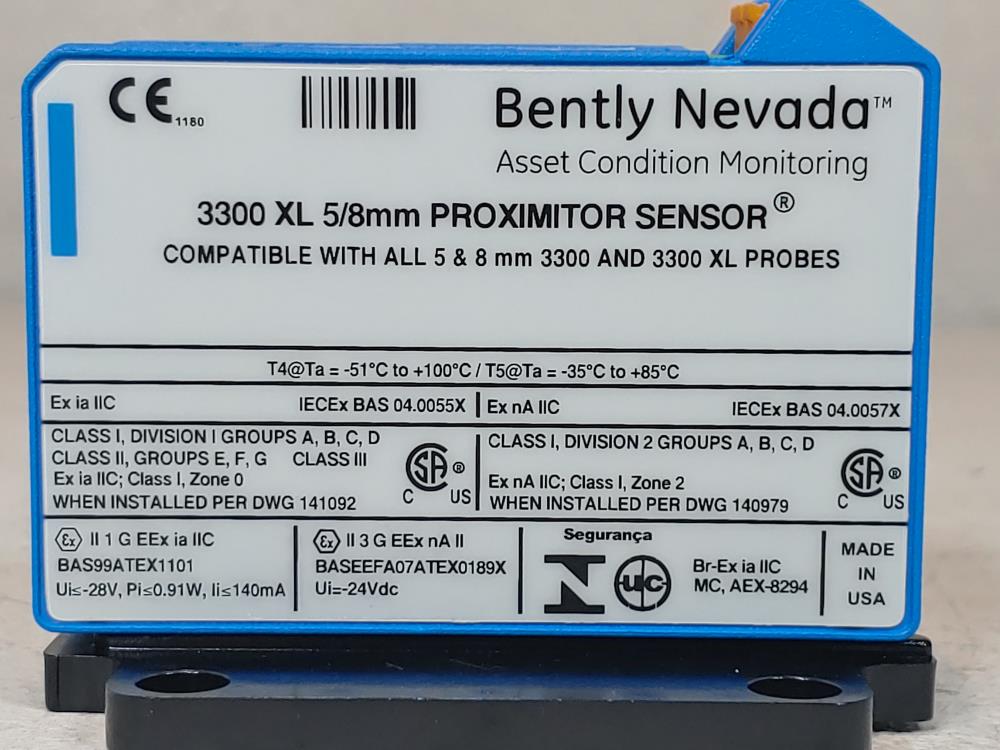 CE 1180
Bently Nevada™
Asset Condition Monitoring
3300 XL 5/8mm PROXIMITOR SENSOR®
COMPATIBLE WITH ALL 5 & 8 mm 3300 AND 3300 XL PROBES
T4@Ta = -51°C to +100°C / T5@Ta = -35°C to +85°C
Ex ia IIC IECEx BAS 04.0055X
Ex nA IIC IECEx BAS 04.0057X
CLASS I, DIVISION I GROUPS A, B, C, D
CLASS II, GROUPS E, F, G CLASS III
Ex ia IIC; Class I, Zone 0
WHEN INSTALLED PER DWG 141092
SA®
C US
CLASS I, DIVISION 2 GROUPS A, B, C, D
Ex nA IIC; Class I, Zone 2
WHEN INSTALLED PER DWG 140979
SA®
C US
Ex II 1 G EEx ia IIC
BAS99ATEX1101
Ui≤-28V, Pi≤0.91W, Ii≤140mA
Ex II 3 G EEx nA II
BASEEFA07ATEX0189X
Ui=-24Vdc
Segurança
uc
Br-Ex ia IIC
MC, AEX-8294
MADE
IN
USA